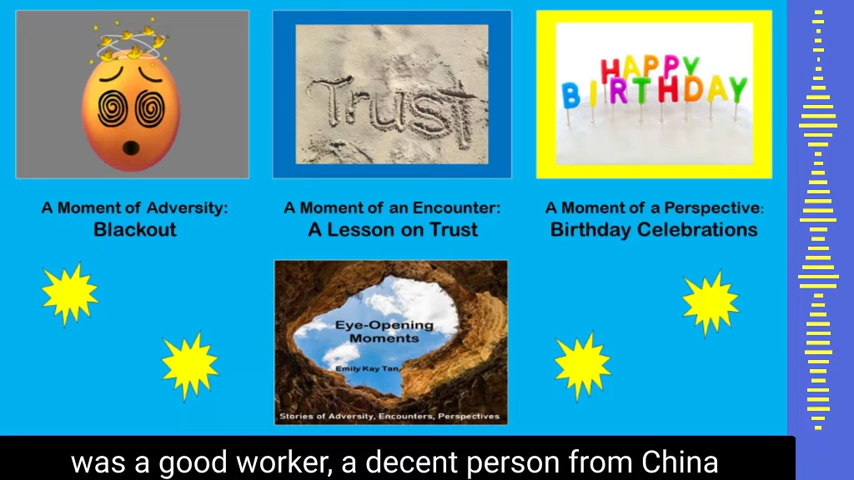 Trust
HAPPY
BIRTHDAY
A Moment of Adversity:
Blackout
A Moment of an Encounter:
A Lesson on Trust
A Moment of a Perspective:
Birthday Celebrations
Eye-Opening
Moments
Emily Kay Tan
Stories of Adversity, Encounters, Perspectives
was a good worker, a decent person from China